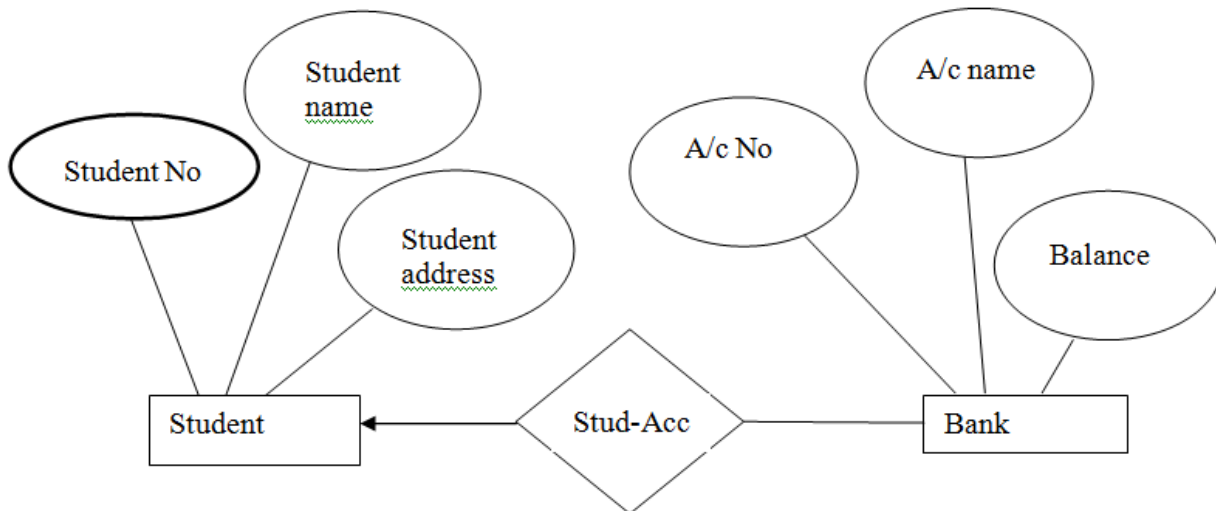 Student No
Student
name
Student
address
A/c No
A/c name
Balance
Student
Stud-Acc
Bank